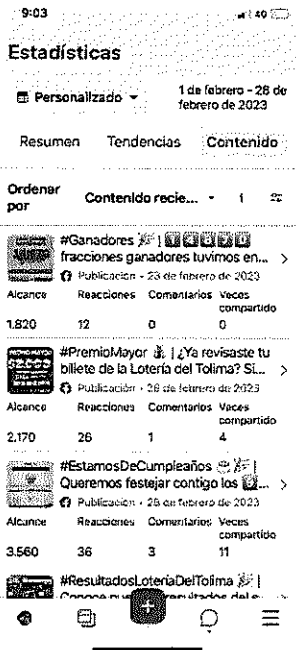 9:03
4G
Estadísticas
Personalizado
1 de febrero - 28 de
febrero de 2023
Resumen Tendencias Contenido
Ordenar
por
Contenido recie...
#Ganadores |
fracciones ganadores tuvimos en...
Publicación • 23 de febrero de 2023
Alcance Reacciones Comentarios Veces
compartido
1.820 12 0 0
#PremioMayor | ¿Ya revisaste tu
billete de la Lotería del Tolima? Si...
Publicación • 28 de febrero de 2023
Alcance Reacciones Comentarios Veces
compartido
2.170 26 1 4
#EstamosDeCumpleaños |
Queremos festejar contigo los
Publicación • 28 de febrero de 2023
Alcance Reacciones Comentarios Veces
compartido
3.560 36 3 11
#ResultadosLoteríaDelTolima |